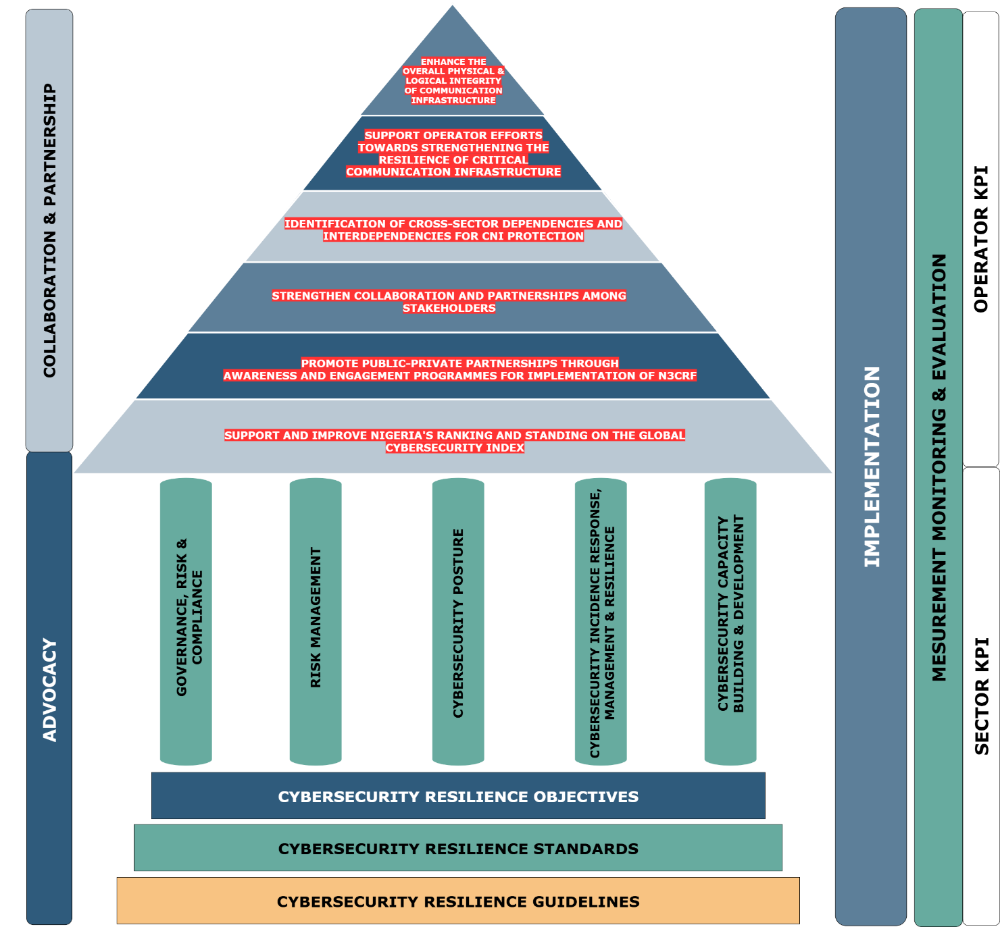 COLLABORATION & PARTNERSHIP
ADVOCACY
ENHANCE THE
OVERALL PHYSICAL &
LOGICAL INTEGRITY
OF COMMUNICATION
INFRASTRUCTURE
SUPPORT OPERATOR EFFORTS
TOWARDS STRENGTHENING THE
RESILIENCE OF CRITICAL
COMMUNICATION INFRASTRUCTURE
IDENTIFICATION OF CROSS-SECTOR DEPENDENCIES AND
INTERDEPENDENCIES FOR CNI PROTECTION
STRENGTHEN COLLABORATION AND PARTNERSHIPS AMONG
STAKEHOLDERS
PROMOTE PUBLIC-PRIVATE PARTNERSHIPS THROUGH
AWARENESS AND ENGAGEMENT PROGRAMMES FOR IMPLEMENTATION OF N3CRF
SUPPORT AND IMPROVE NIGERIA'S RANKING AND STANDING ON THE GLOBAL
CYBERSECURITY INDEX
GOVERNANCE, RISK &
COMPLIANCE
RISK MANAGEMENT
CYBERSECURITY POSTURE
CYBERSECURITY INCIDENCE RESPONSE,
MANAGEMENT & RESILIENCE
CYBERSECURITY CAPACITY
BUILDING & DEVELOPMENT
CYBERSECURITY RESILIENCE OBJECTIVES
CYBERSECURITY RESILIENCE STANDARDS
CYBERSECURITY RESILIENCE GUIDELINES
IMPLEMENTATION
MESUREMENT MONITORING & EVALUATION
OPERATOR KPI
SECTOR KPI